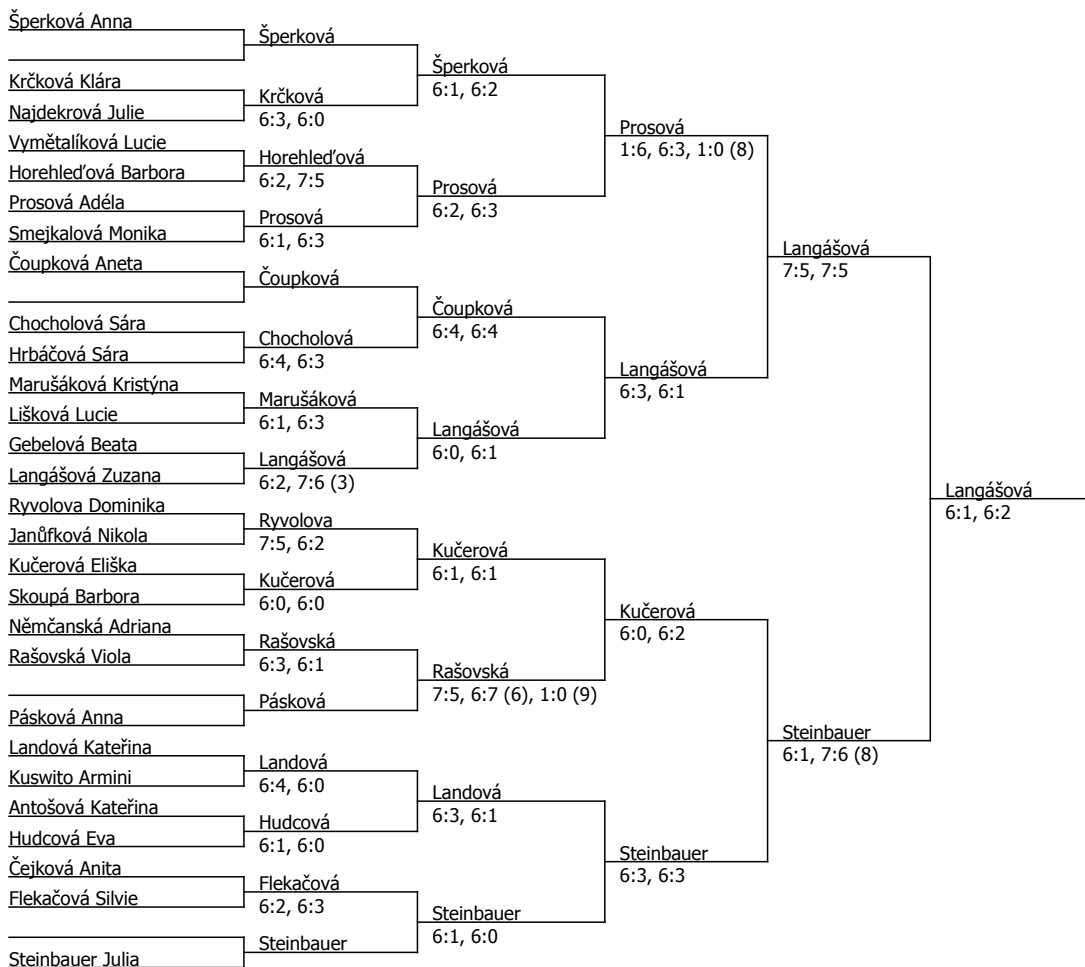 Šperková Anna
Krčková Klára
Najdekrová Julie
Vymětalíková Lucie
Horehleďová Barbora
Prosová Adéla
Smejkalová Monika
Čoupková Aneta
Chocholová Sára
Hrbáčová Sára
Marušáková Kristýna
Lišková Lucie
Gebelová Beata
Langášová Zuzana
Ryvolova Dominika
Janůfková Nikola
Kučerová Eliška
Skoupá Barbora
Němčanská Adriana
Rašovská Viola
Pásková Anna
Landová Kateřina
Kuswito Armini
Antošová Kateřina
Hudcová Eva
Čejková Anita
Flekačová Silvie
Steinbauer Julia
Šperková
Krčková
6:3, 6:0
Horehleďová
6:2, 7:5
Prosová
6:1, 6:3
Čoupková
Chocholová
6:4, 6:3
Marušáková
6:1, 6:3
Langášová
6:2, 7:6 (3)
Ryvolova
7:5, 6:2
Kučerová
6:0, 6:0
Rašovská
6:3, 6:1
Pásková
Landová
6:4, 6:0
Hudcová
6:1, 6:0
Flekačová
6:2, 6:3
Steinbauer
Šperková
6:1, 6:2
Prosová
6:2, 6:3
Čoupková
6:4, 6:4
Langášová
6:0, 6:1
Kučerová
6:1, 6:1
Rašovská
7:5, 6:7 (6), 1:0 (9)
Landová
6:3, 6:1
Steinbauer
6:1, 6:0
Prosová
1:6, 6:3, 1:0 (8)
Langášová
6:3, 6:1
Kučerová
6:0, 6:2
Steinbauer
6:3, 6:3
Langášová
7:5, 7:5
Steinbauer
6:1, 7:6 (8)
Langášová
6:1, 6:2